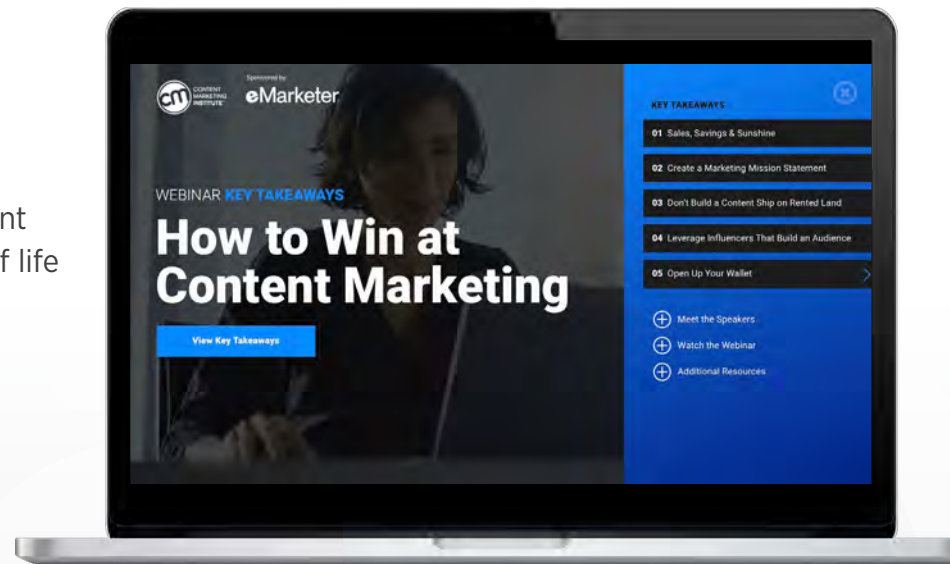 nt
f life
cm
CONTENT
MARKETING
INSTITUTE
Sponsored by
eMarketer
WEBINAR KEY TAKEAWAYS
How to Win at
Content Marketing
View Key Takeaways
KEY TAKEAWAYS
01 Sales, Savings & Sunshine
02 Create a Marketing Mission Statement
03 Don't Build a Content Ship on Rented Land
04 Leverage Influencers That Build an Audience
05 Open Up Your Wallet
Meet the Speakers
Watch the Webinar
Additional Resources